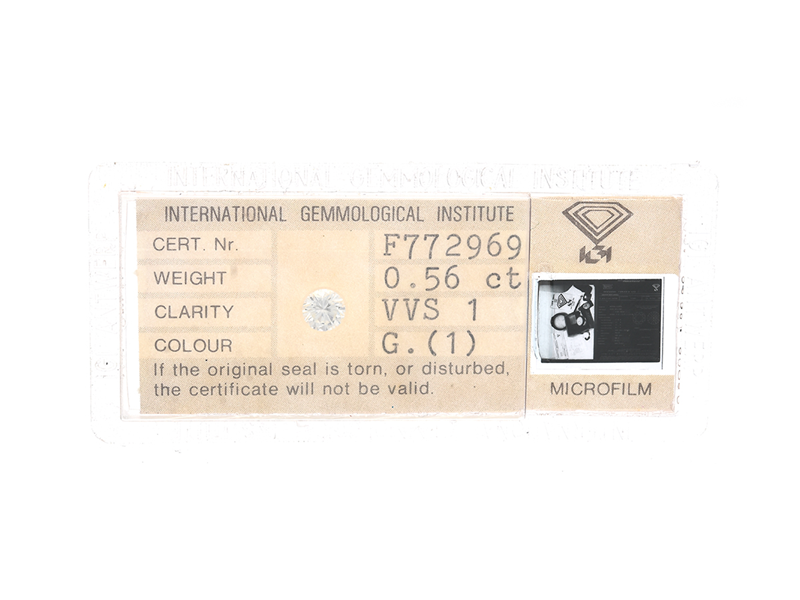 INTERNATIONAL GEMMOLOGICAL INSTITUTE
INTERNATIONAL GEMMOLOGICAL INSTITUTE
CERT. Nr. F772969
WEIGHT 0.56 ct
CLARITY VVS 1
COLOUR G.(1)
If the original seal is torn, or disturbed,
the certificate will not be valid.
MICROFILM